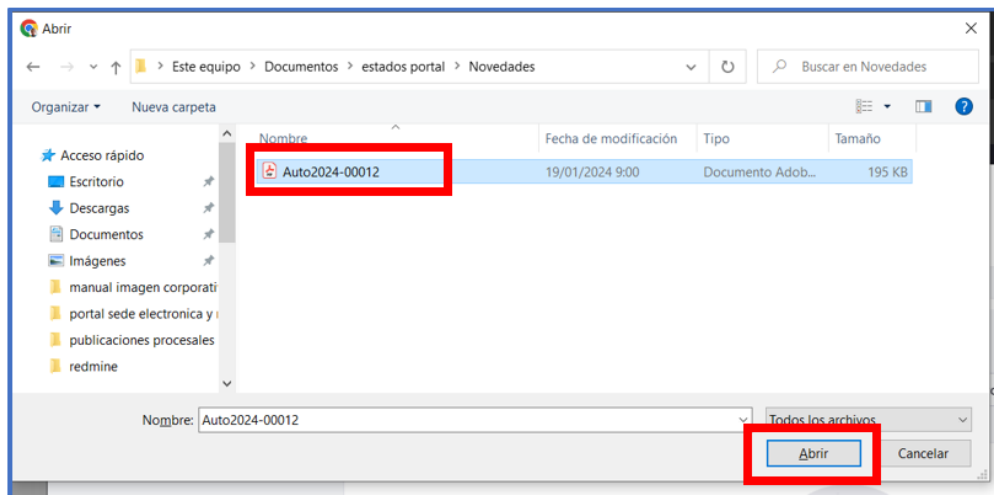 Abrir
Este equipo > Documentos > estados portal > Novedades
Buscar en Novedades
Organizar
Nueva carpeta
Nombre
Fecha de modificación
Tipo
Tamaño
Acceso rápido
Auto2024-00012
19/01/2024 9:00
Documento Adob...
195 KB
Escritorio
Descargas
Documentos
Imágenes
manual imagen corporati
portal sede electronica y
publicaciones procesales
redmine
Nombre: Auto2024-00012
Todos los archivos
Abrir
Cancelar